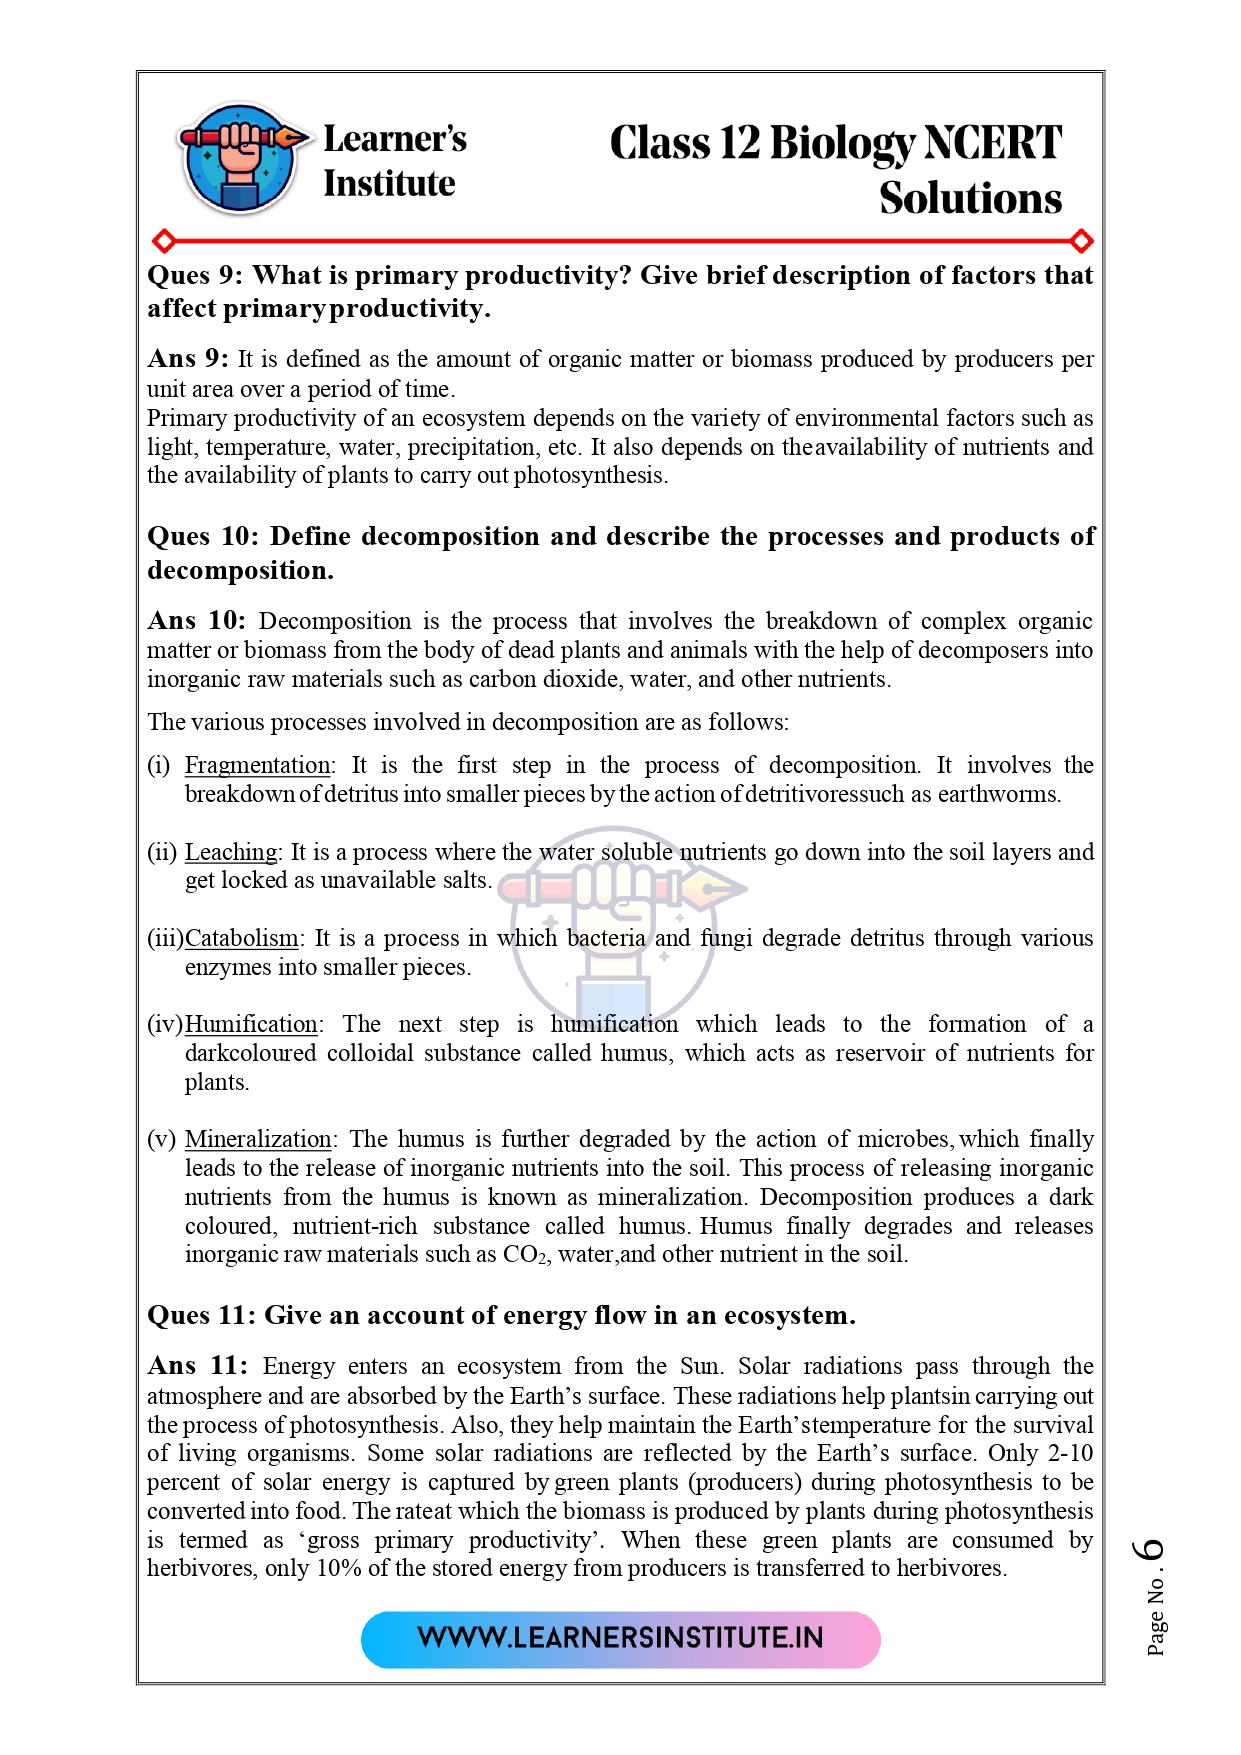 Learner's
Institute
Class 12 Biology NCERT
Solutions
Ques 9: What is primary productivity? Give brief description of factors that
affect primary productivity.
Ans 9: It is defined as the amount of organic matter or biomass produced by producers per
unit area over a period of time.
Primary productivity of an ecosystem depends on the variety of environmental factors such as
light, temperature, water, precipitation, etc. It also depends on theavailability of nutrients and
the availability of plants to carry out photosynthesis.
Ques 10: Define decomposition and describe the processes and products of
decomposition.
Ans 10: Decomposition is the process that involves the breakdown of complex organic
matter or biomass from the body of dead plants and animals with the help of decomposers into
inorganic raw materials such as carbon dioxide, water, and other nutrients.
The various processes involved in decomposition are as follows:
(i) Fragmentation: It is the first step in the process of decomposition. It involves the
breakdown of detritus into smaller pieces by the action of detritivoressuch as earthworms.
(ii) Leaching: It is a process where the water soluble nutrients go down into the soil layers and
get locked as unavailable salts.
(iii)Catabolism: It is a process in which bacteria and fungi degrade detritus through various
enzymes into smaller pieces.
(iv)Humification: The next step is humification which leads to the formation of a
darkcoloured colloidal substance called humus, which acts as reservoir of nutrients for
plants.
(v) Mineralization: The humus is further degraded by the action of microbes, which finally
leads to the release of inorganic nutrients into the soil. This process of releasing inorganic
nutrients from the humus is known as mineralization. Decomposition produces a dark
coloured, nutrient-rich substance called humus. Humus finally degrades and releases
inorganic raw materials such as CO₂, water,and other nutrient in the soil.
Ques 11: Give an account of energy flow in an ecosystem.
Ans 11: Energy enters an ecosystem from the Sun. Solar radiations pass through the
atmosphere and are absorbed by the Earth's surface. These radiations help plantsin carrying out
the process of photosynthesis. Also, they help maintain the Earth'stemperature for the survival
of living organisms. Some solar radiations are reflected by the Earth's surface. Only 2-10
percent of solar energy is captured by green plants (producers) during photosynthesis to be
converted into food. The rateat which the biomass is produced by plants during photosynthesis
is termed as ‘gross primary productivity’. When these green plants are consumed by
herbivores, only 10% of the stored energy from producers is transferred to herbivores.
WWW.LEARNERSINSTITUTE.IN
Page No. 6